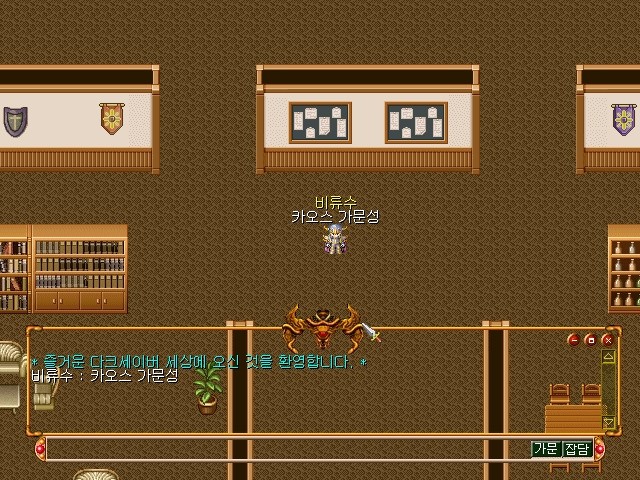 비류수
카오스 가문성
* 즐거운 다크세이버 세상에 오신 것을 환영합니다. *
비류수 : 카오스 가문성
가문 잡담